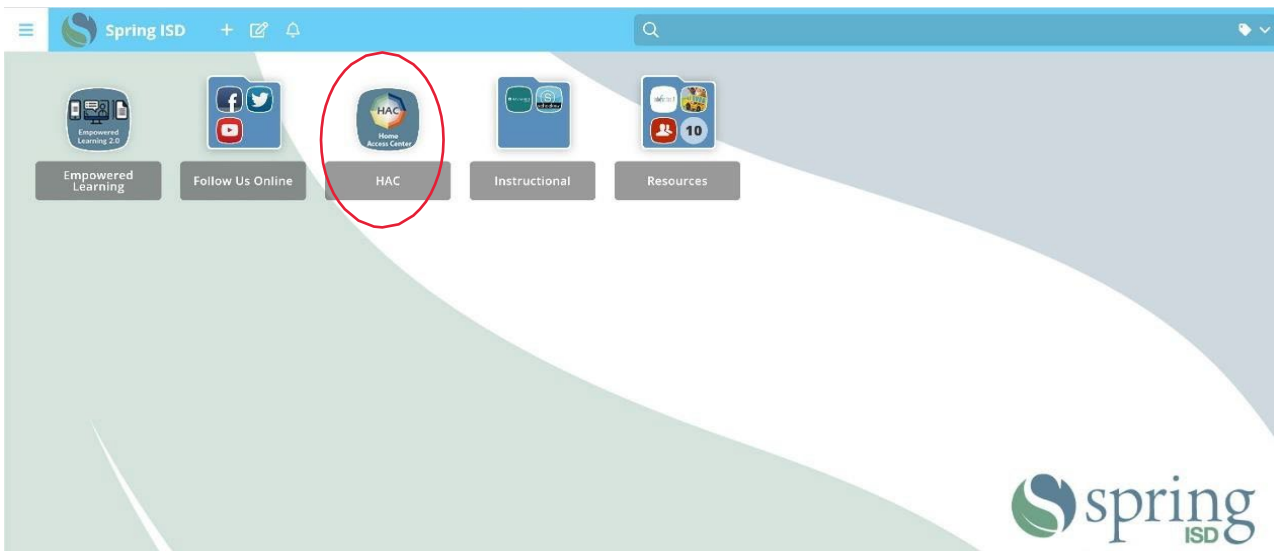 Spring ISD
HAC
Home
Access Center
Empowered
Learning 2.0
10
Empowered
Learning
Follow Us Online
HAC
Instructional
Resources
spring
ISD